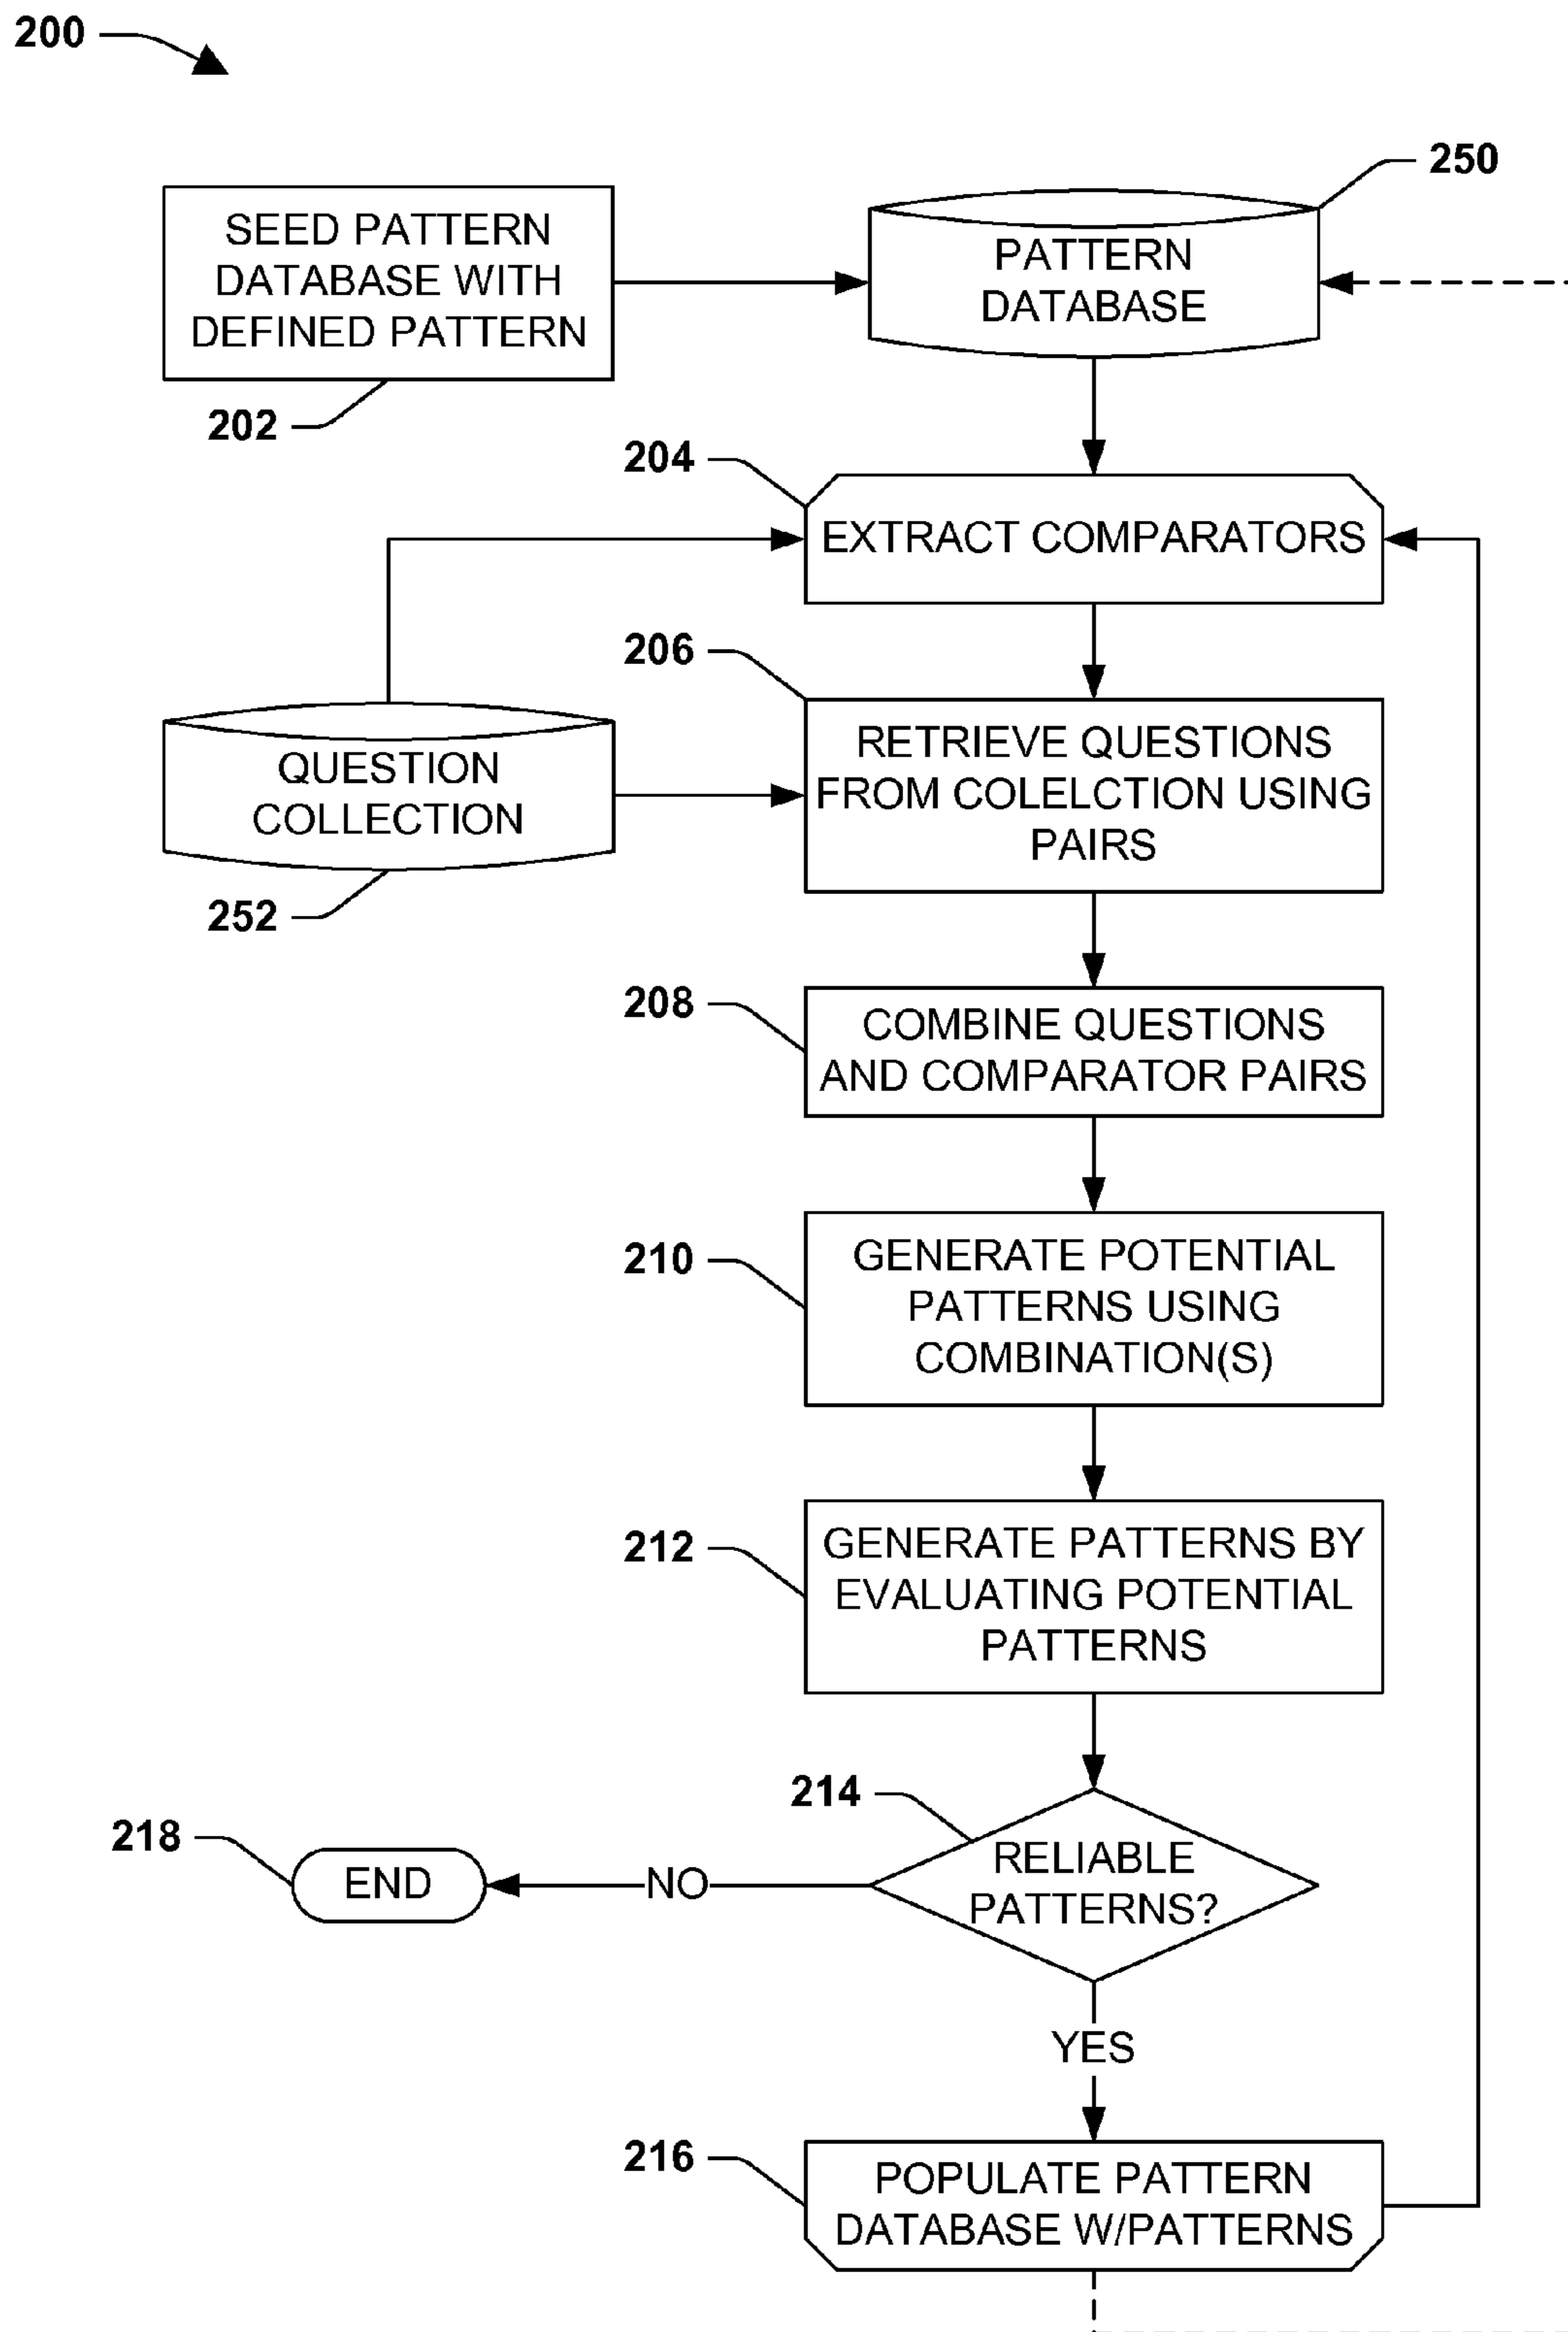 200
250
SEED PATTERN
DATABASE WITH
DEFINED PATTERN
PATTERN
DATABASE
202
204
EXTRACT COMPARATORS
206
RETRIEVE QUESTIONS
FROM COLELCTION USING
PAIRS
QUESTION
COLLECTION
252
208
COMBINE QUESTIONS
AND COMPARATOR PAIRS
210
GENERATE POTENTIAL
PATTERNS USING
COMBINATION(S)
212
GENERATE PATTERNS BY
EVALUATING POTENTIAL
PATTERNS
214
RELIABLE
PATTERNS?
218
END
NO
YES
216
POPULATE PATTERN
DATABASE W/PATTERNS